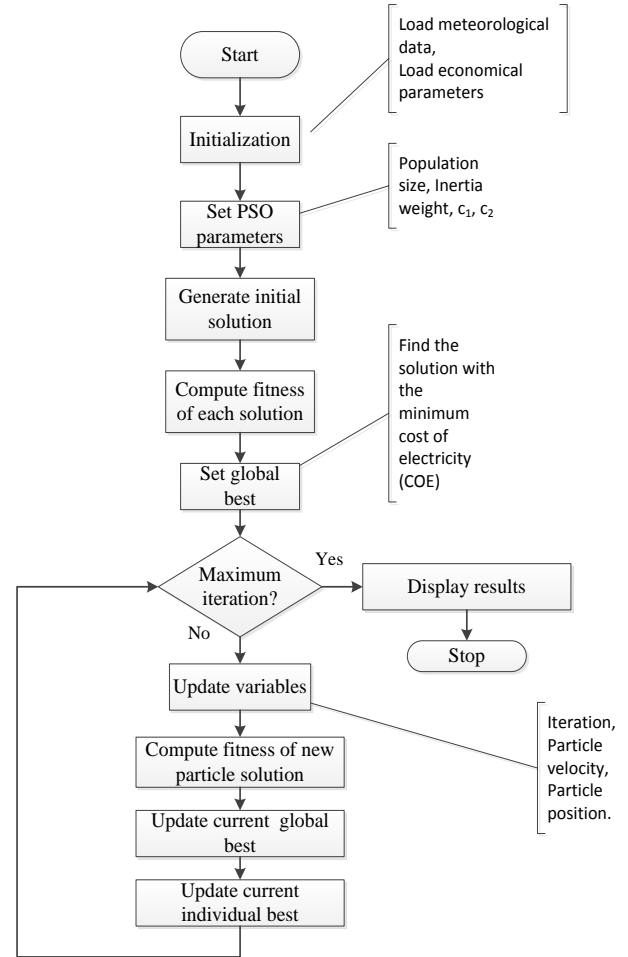 Start
Load meteorological
data,
Load economical
parameters
Initialization
Population
size, Inertia
weight, c₁, c₂
Set PSO
parameters
Generate initial
solution
Compute fitness
of each solution
Find the
solution with
the
minimum
cost of
electricity
(COE)
Set global
best
Maximum
iteration?
Yes
Display results
Stop
No
Update variables
Iteration,
Particle
velocity,
Particle
position.
Compute fitness of new
particle solution
Update current global
best
Update current
individual best